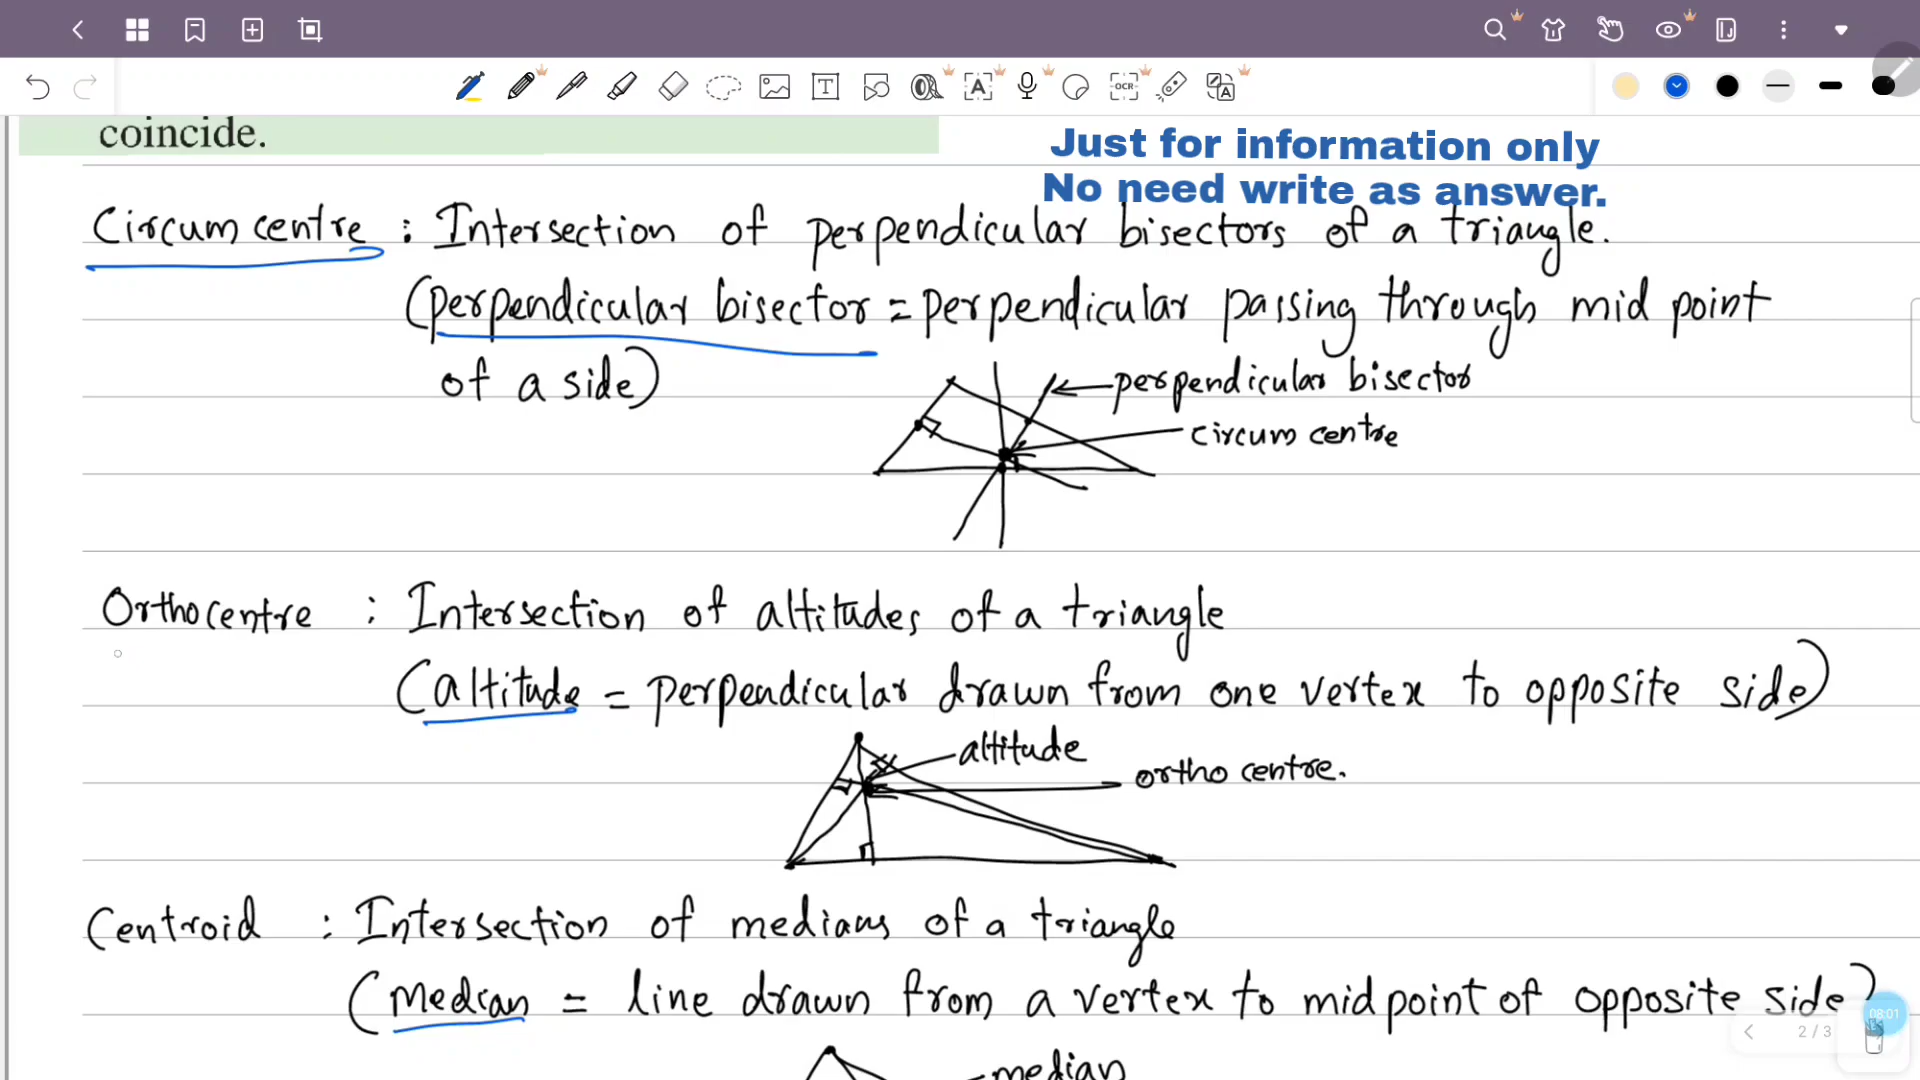 coincide.
Just for information only
No need write as answer.
Circum centre : Intersection of perpendicular bisectors of a triangle.
(perpendicular bisector = perpendicular passing through mid point
of a side)
perpendicular bisector
circum centre
Orthocentre : Intersection of altitudes of a triangle
(altitude = perpendicular drawn from one vertex to opposite side)
altitude
ortho centre.
Centroid : Intersection of medians of a triangle
(Median = line drawn from a vertex to midpoint of opposite side)
08:01
2 / 3
median